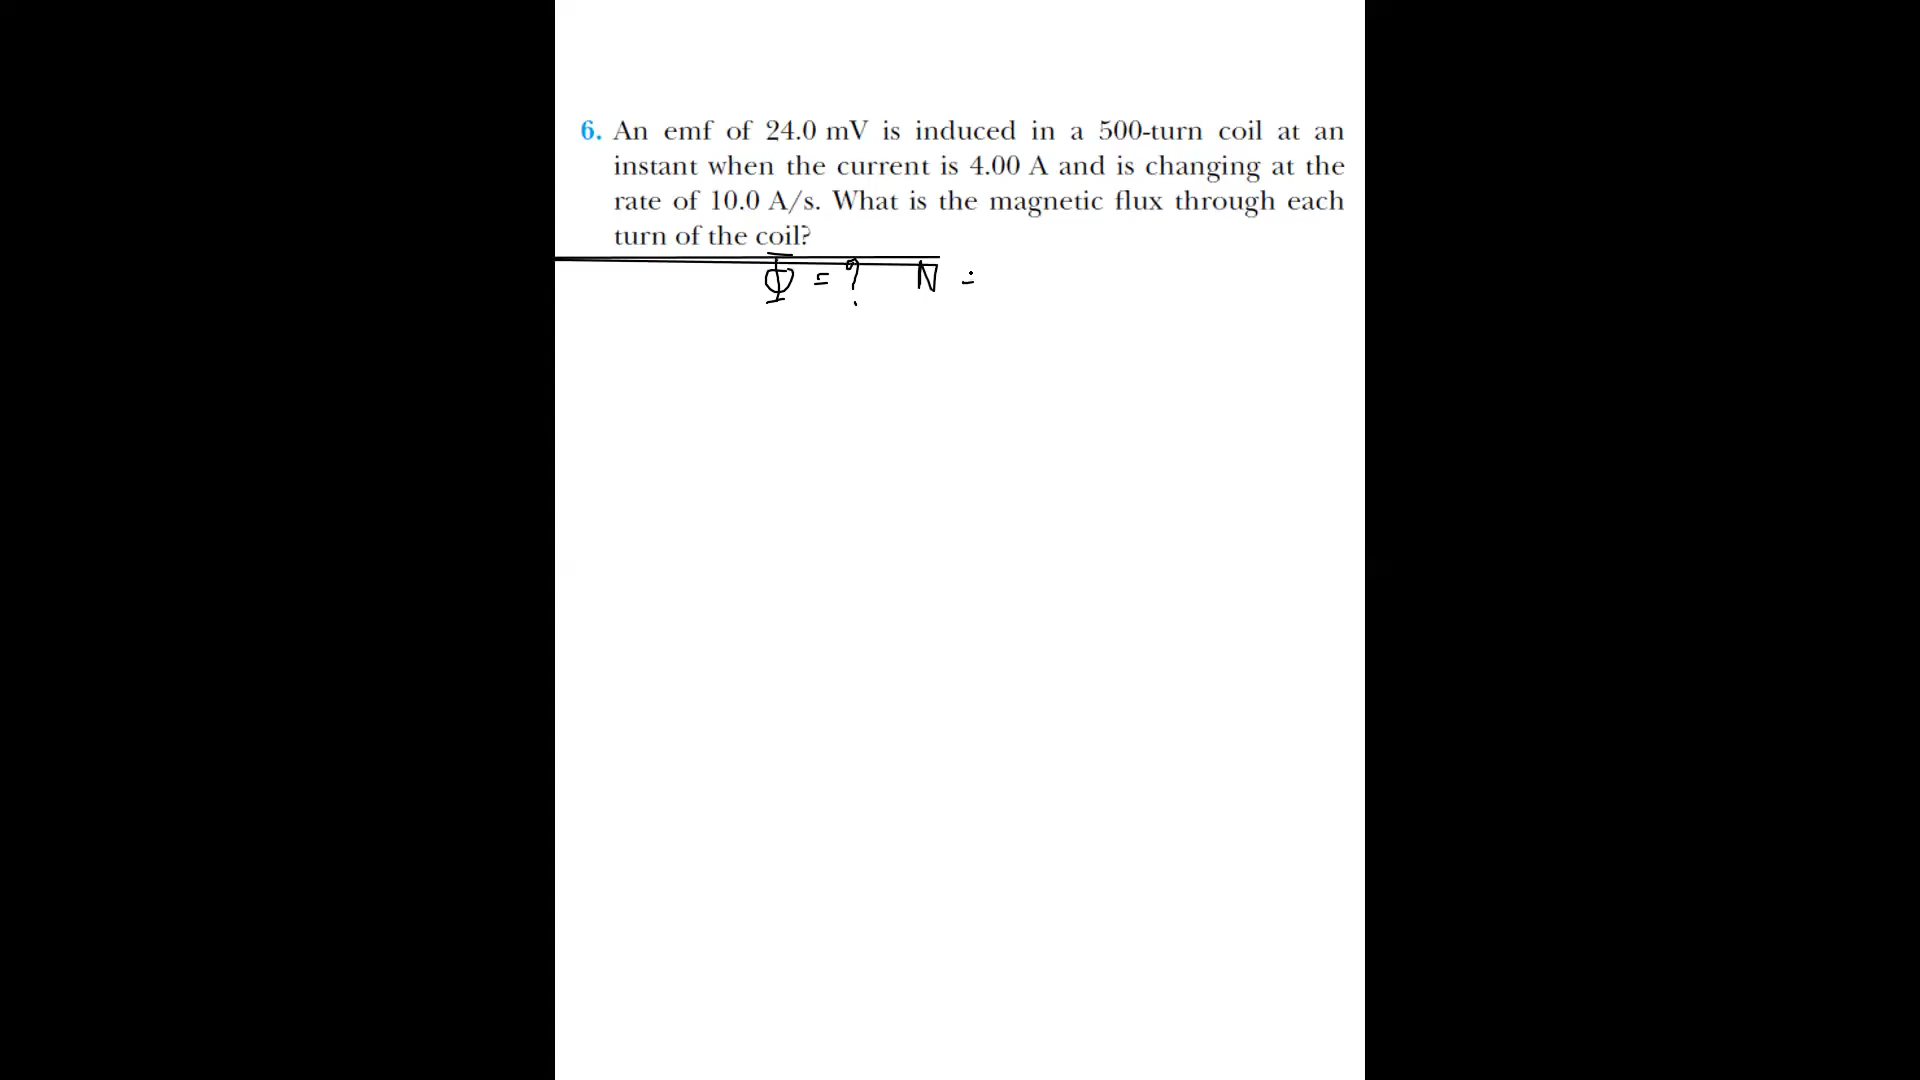 6. An emf of 24.0 mV is induced in a 500-turn coil at an
instant when the current is 4.00 A and is changing at the
rate of 10.0 A/s. What is the magnetic flux through each
turn of the coil?
Φ = ? N =